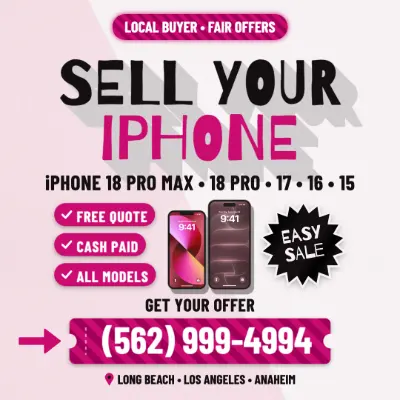 LOCAL BUYER • FAIR OFFERS
SELL YOUR
IPHONE
iPHONE 18 PRO MAX • 18 PRO • 17 • 16 • 15
FREE QUOTE
CASH PAID
ALL MODELS
9:41
9:41
EASY
SALE
GET YOUR OFFER
(562) 999-4994
LONG BEACH • LOS ANGELES • ANAHEIM